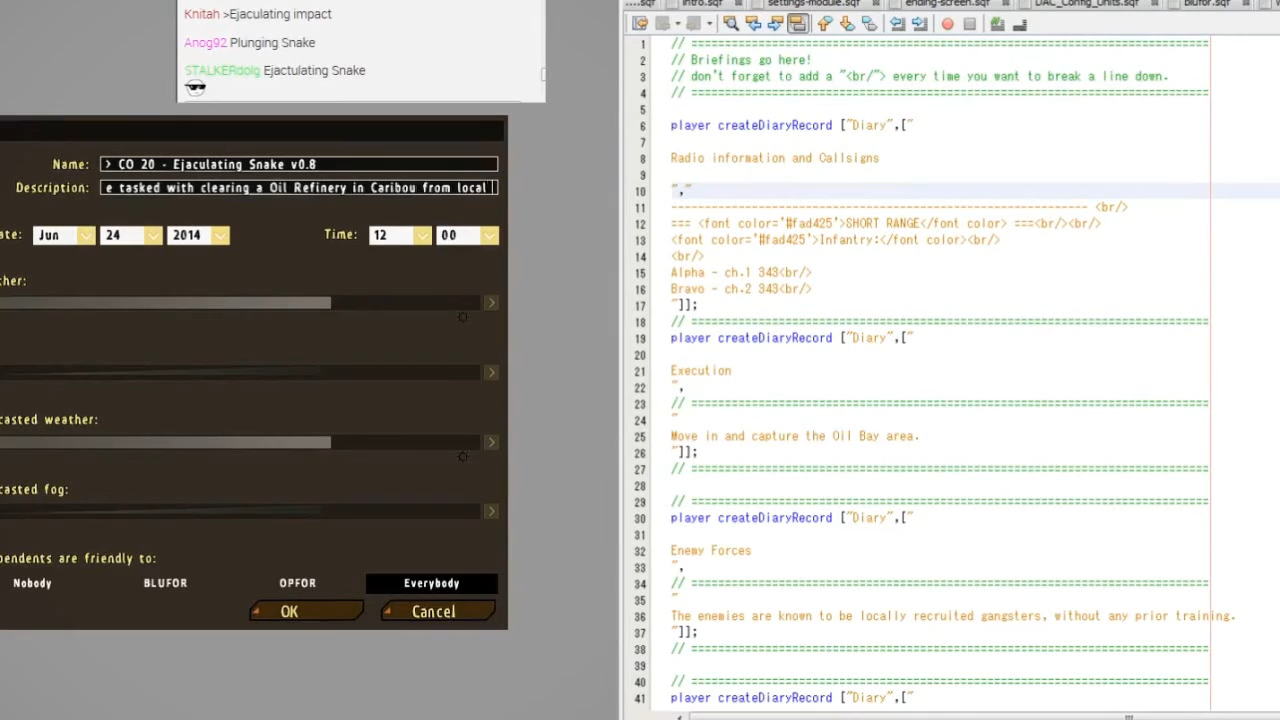 Knitah >Ejaculating impact
Anog92 Plunging Snake
STALKERdolg Ejactulating Snake
Name: > CO 20 - Ejaculating Snake v0.8
Description: e tasked with clearing a Oil Refinery in Caribou from local
ate: Jun 24 2014 Time: 12 00
ther:
casted weather:
casted fog:
pendents are friendly to:
Nobody BLUFOR OPFOR Everybody
OK Cancel
....sqf intro.sqf settings-module.sqf ending-screen.sqf DAC_Config_Units.sqf blufor.sqf
1 // =============================================================================
2 // Briefings go here!
3 // don't forget to add a "<br/"> every time you want to break a line down.
4 // =============================================================================
5
6 player createDiaryRecord ["Diary",["
7
8 Radio information and Callsigns
9
10 ","
11 -------------------------------------------------------------- <br/>
12 === <font color='#fad425'>SHORT RANGE</font color> ===<br/><br/>
13 <font color='#fad425'>Infantry:</font color><br/>
14 <br/>
15 Alpha - ch.1 343<br/>
16 Bravo - ch.2 343<br/>
17 "]];
18 // =============================================================================
19 player createDiaryRecord ["Diary",["
20
21 Execution
22 ",
23 // =============================================================================
24 "
25 Move in and capture the Oil Bay area.
26 "]];
27 // =============================================================================
28
29 // =============================================================================
30 player createDiaryRecord ["Diary",["
31
32 Enemy Forces
33 ",
34 // =============================================================================
35 "
36 The enemies are known to be locally recruited gangsters, without any prior training.
37 "]];
38 // =============================================================================
39
40 // =============================================================================
41 player createDiaryRecord ["Diary",["